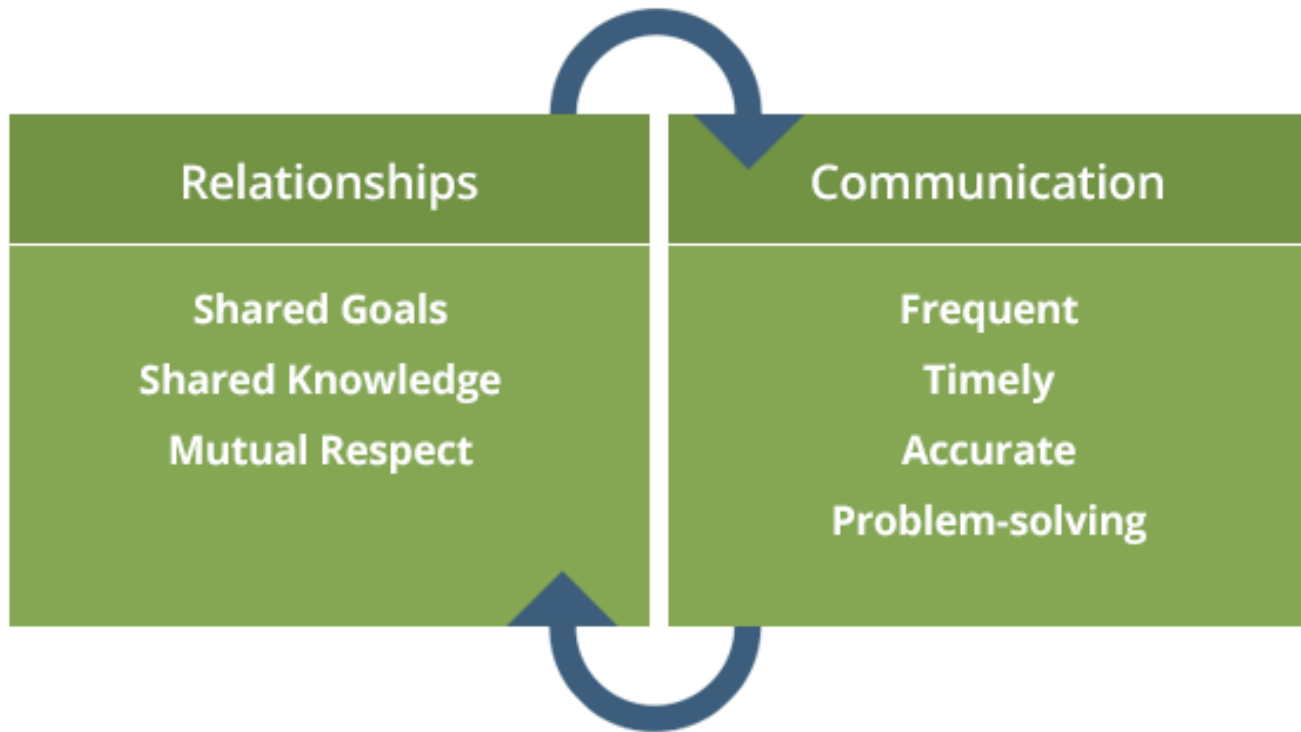 Relationships
Shared Goals
Shared Knowledge
Mutual Respect
Communication
Frequent
Timely
Accurate
Problem-solving